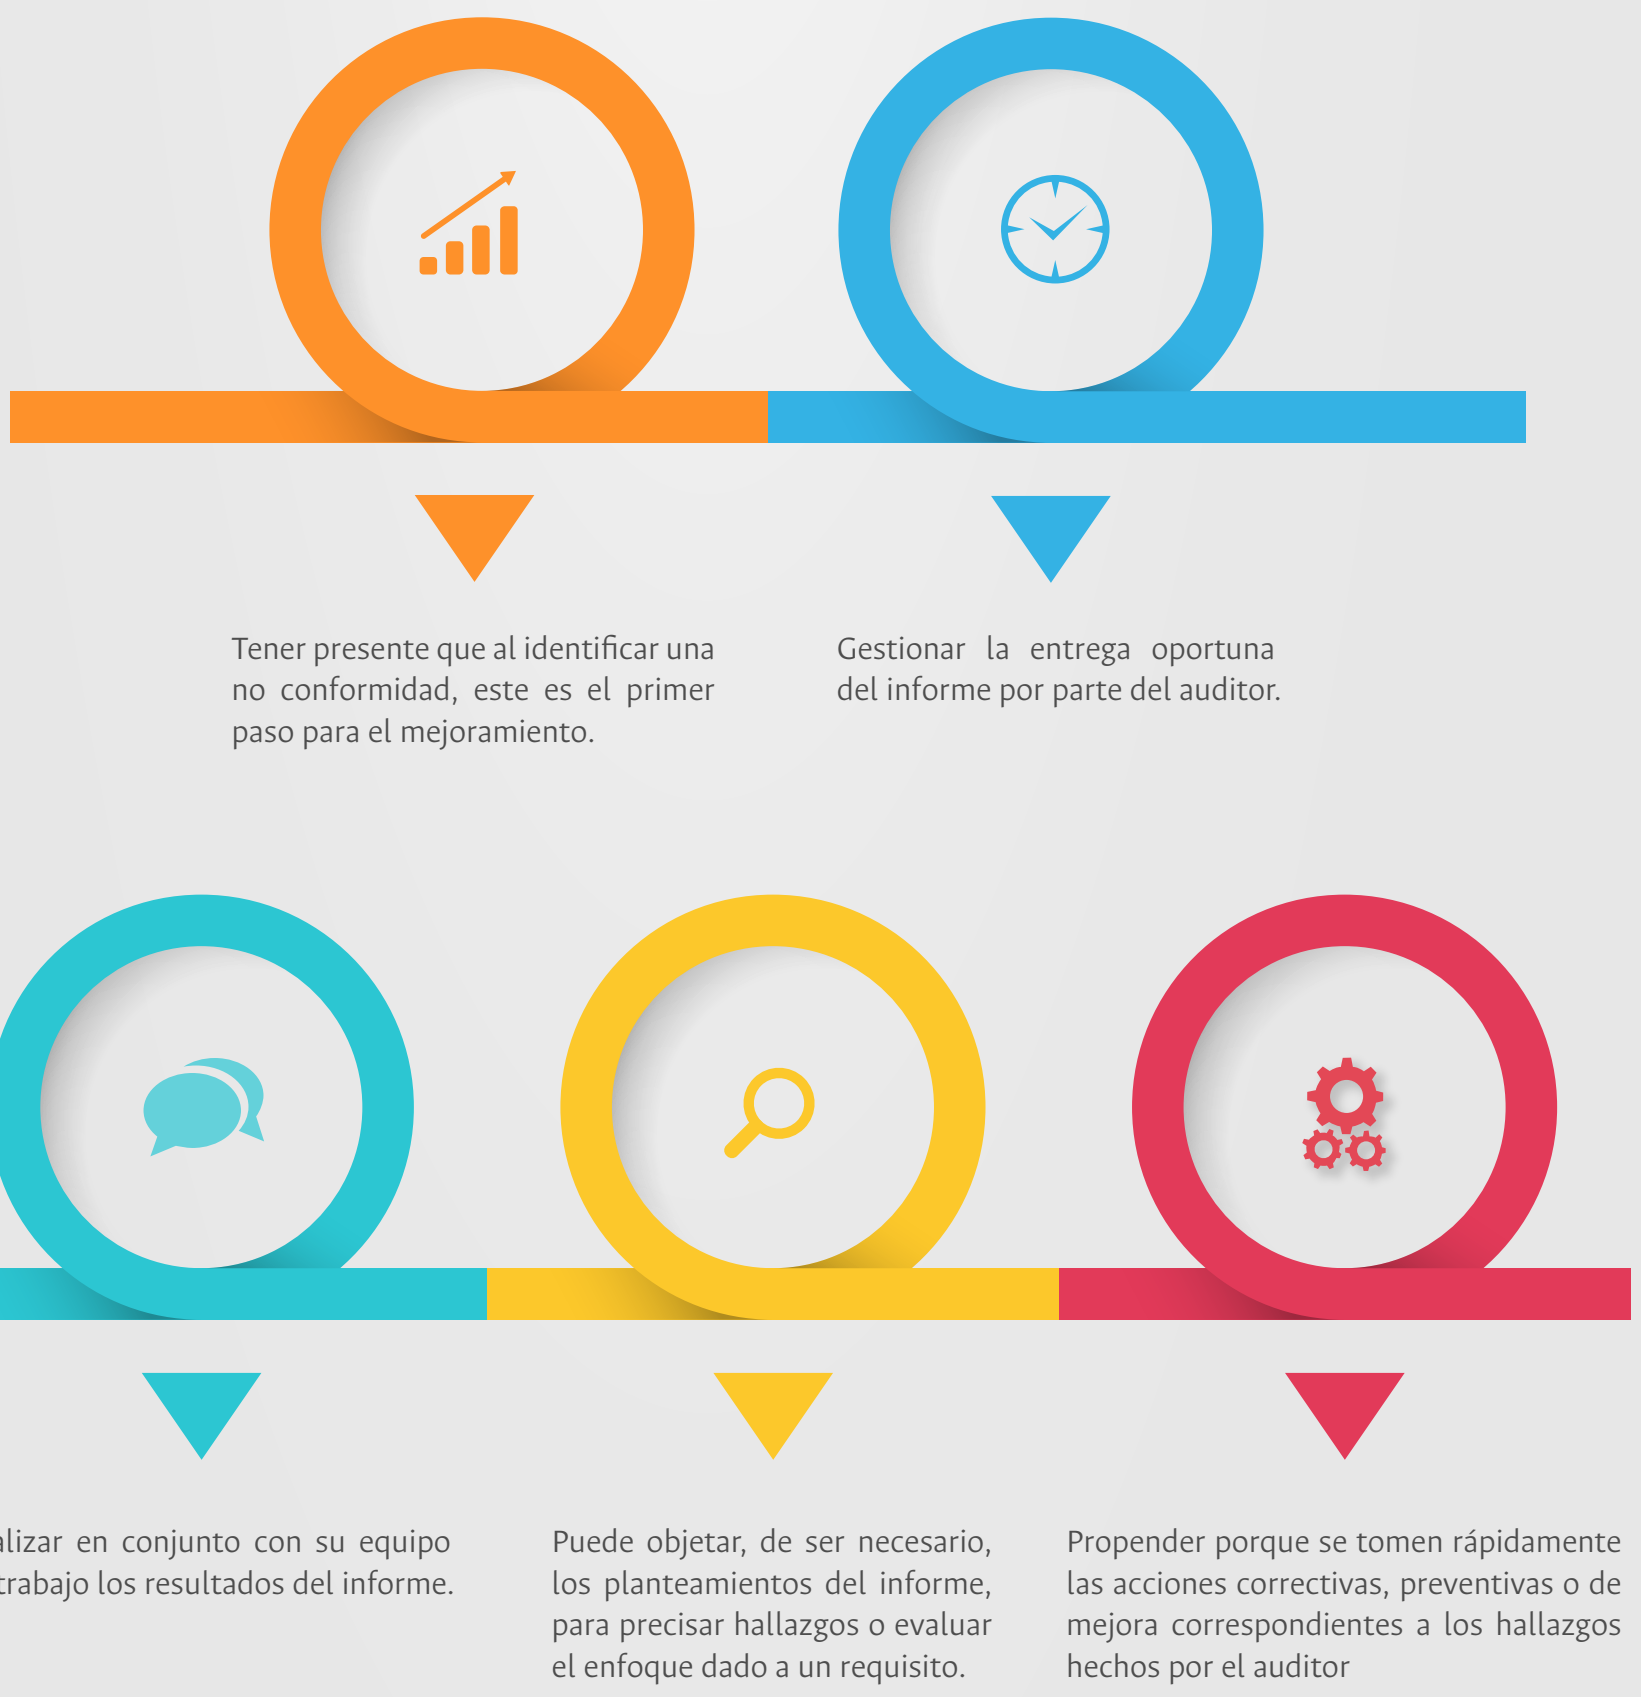 Tener presente que al identificar una
no conformidad, este es el primer
paso para el mejoramiento.
Gestionar la entrega oportuna
del informe por parte del auditor.
alizar en conjunto con su equipo
trabajo los resultados del informe.
Puede objetar, de ser necesario,
los planteamientos del informe,
para precisar hallazgos o evaluar
el enfoque dado a un requisito.
Propender porque se tomen rápidamente
las acciones correctivas, preventivas o de
mejora correspondientes a los hallazgos
hechos por el auditor